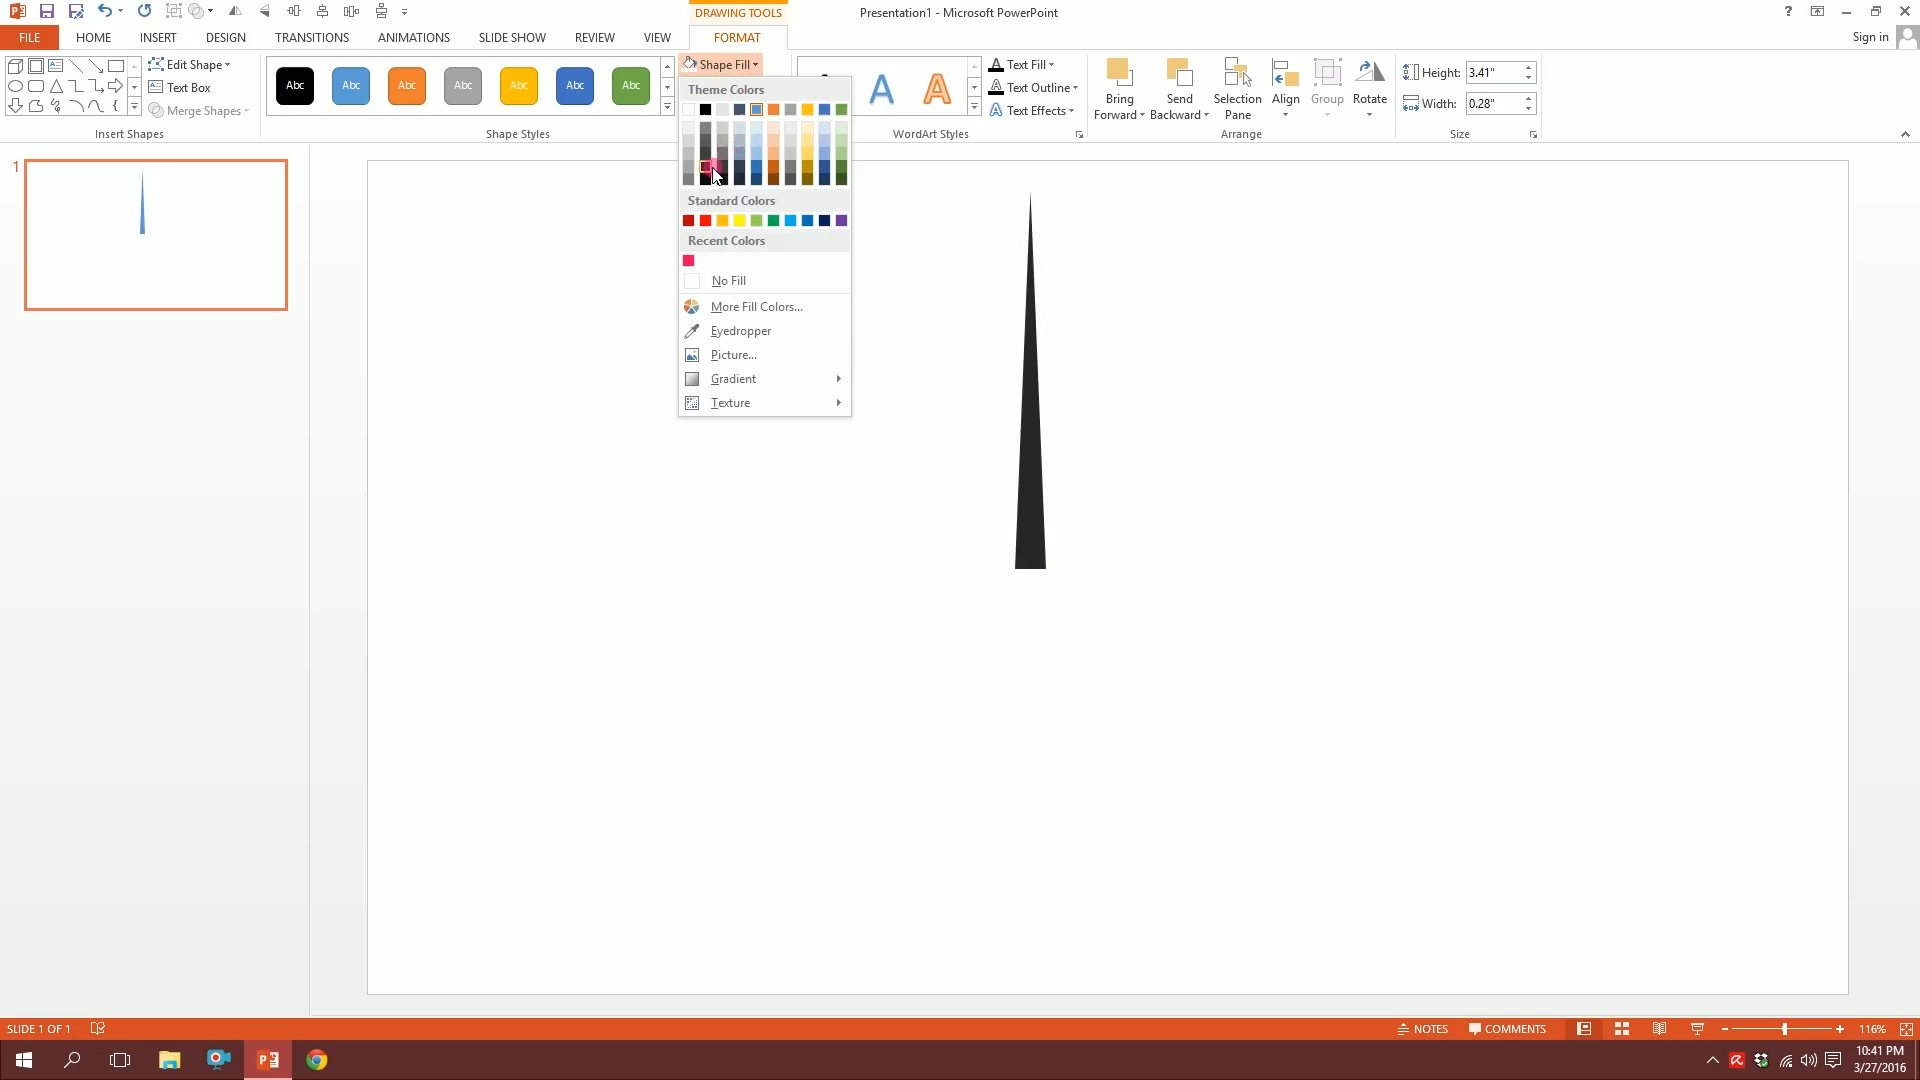 DRAWING TOOLS
Presentation1 - Microsoft PowerPoint
FILE HOME INSERT DESIGN TRANSITIONS ANIMATIONS SLIDE SHOW REVIEW VIEW FORMAT Sign in
Edit Shape
Text Box
Merge Shapes
Insert Shapes
Abc Abc Abc Abc Abc Abc Abc
Shape Styles
Shape Fill
A A
WordArt Styles
Text Fill
Text Outline
Text Effects
Bring Forward
Send Backward
Selection Pane
Align
Group
Rotate
Arrange
Height: 3.41"
Width: 0.28"
Size
Theme Colors
Standard Colors
Recent Colors
No Fill
More Fill Colors...
Eyedropper
Picture...
Gradient
Texture
1
SLIDE 1 OF 1
NOTES
COMMENTS
116%
10:41 PM
3/27/2016